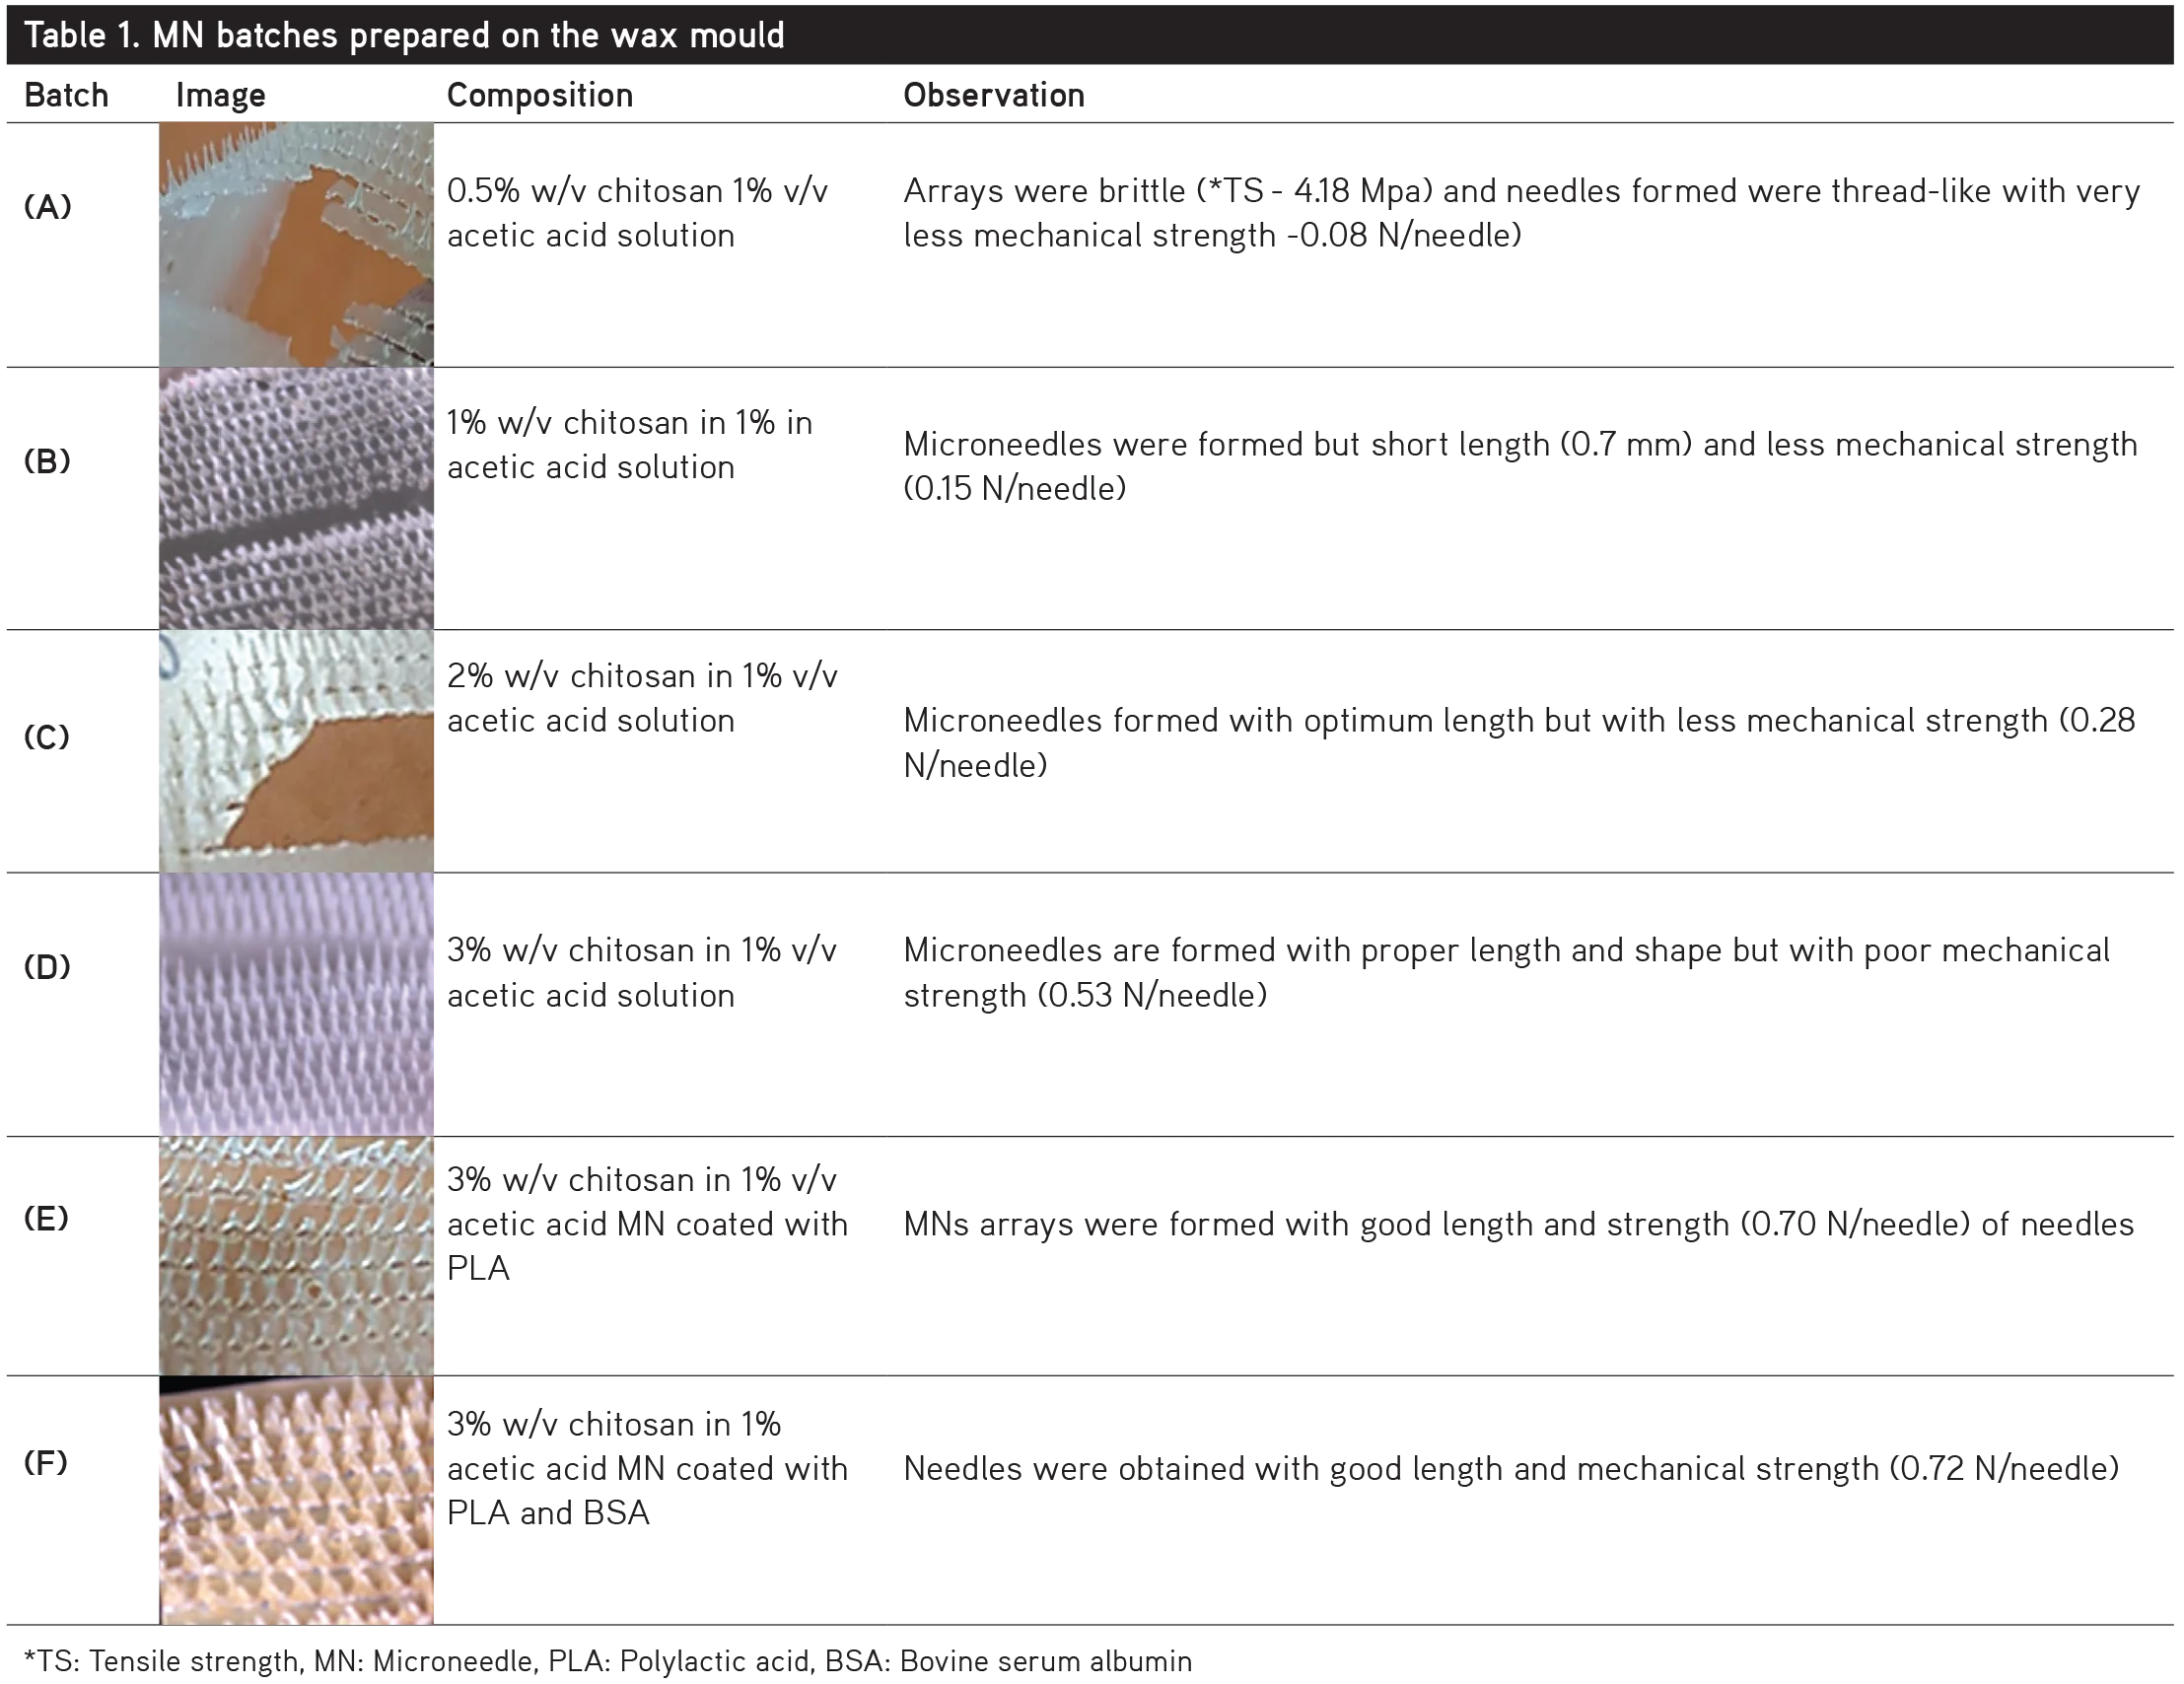 Table 1. MN batches prepared on the wax mould
Batch Image Composition Observation
(A)
0.5% w/v chitosan 1% v/v
acetic acid solution
Arrays were brittle (*TS - 4.18 Mpa) and needles formed were thread-like with very
less mechanical strength -0.08 N/needle)
(B)
1% w/v chitosan in 1% in
acetic acid solution
Microneedles were formed but short length (0.7 mm) and less mechanical strength
(0.15 N/needle)
(C)
2% w/v chitosan in 1% v/v
acetic acid solution
Microneedles formed with optimum length but with less mechanical strength (0.28
N/needle)
(D)
3% w/v chitosan in 1% v/v
acetic acid solution
Microneedles are formed with proper length and shape but with poor mechanical
strength (0.53 N/needle)
(E)
3% w/v chitosan in 1% v/v
acetic acid MN coated with
PLA
MNs arrays were formed with good length and strength (0.70 N/needle) of needles
(F)
3% w/v chitosan in 1%
acetic acid MN coated with
PLA and BSA
Needles were obtained with good length and mechanical strength (0.72 N/needle)
*TS: Tensile strength, MN: Microneedle, PLA: Polylactic acid, BSA: Bovine serum albumin